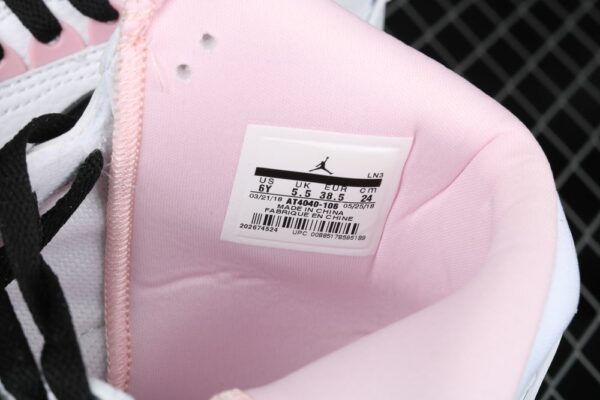 LN3
US UK EUR cm
6Y 5.5 38.5 24
03/21/18 AT4040-106 05/25/18
MADE IN CHINA
FABRIQUE EN CHINE
202674524
UPC